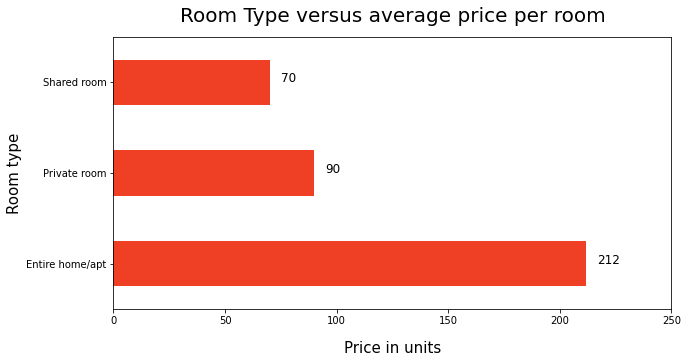 Room Type versus average price per room
Room type
Shared room
70
Private room
90
Entire home/apt
212
0 50 100 150 200 250
Price in units